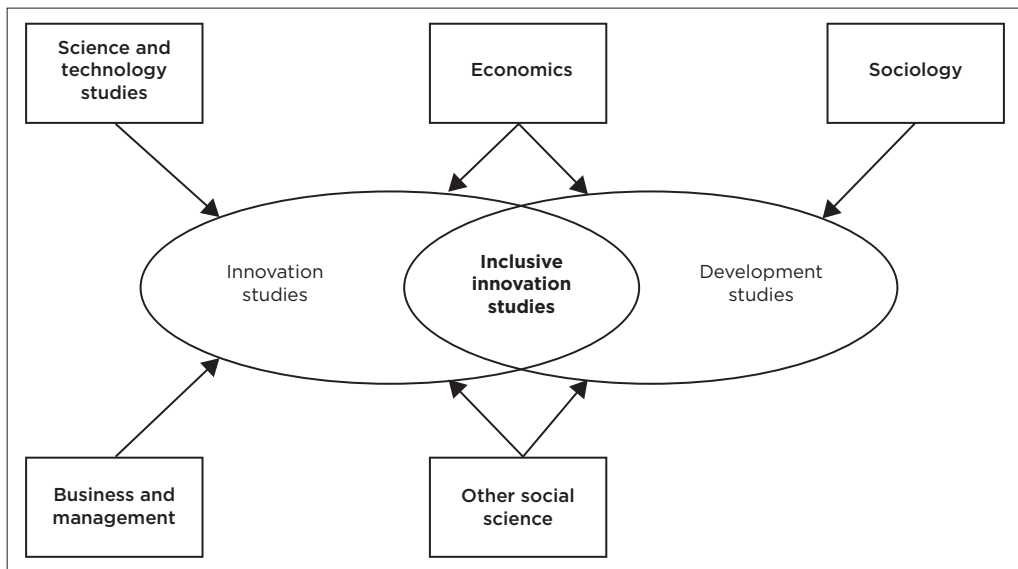 Science and
technology
studies
Economics
Sociology
Innovation
studies
Inclusive
innovation
studies
Development
studies
Business and
management
Other social
science